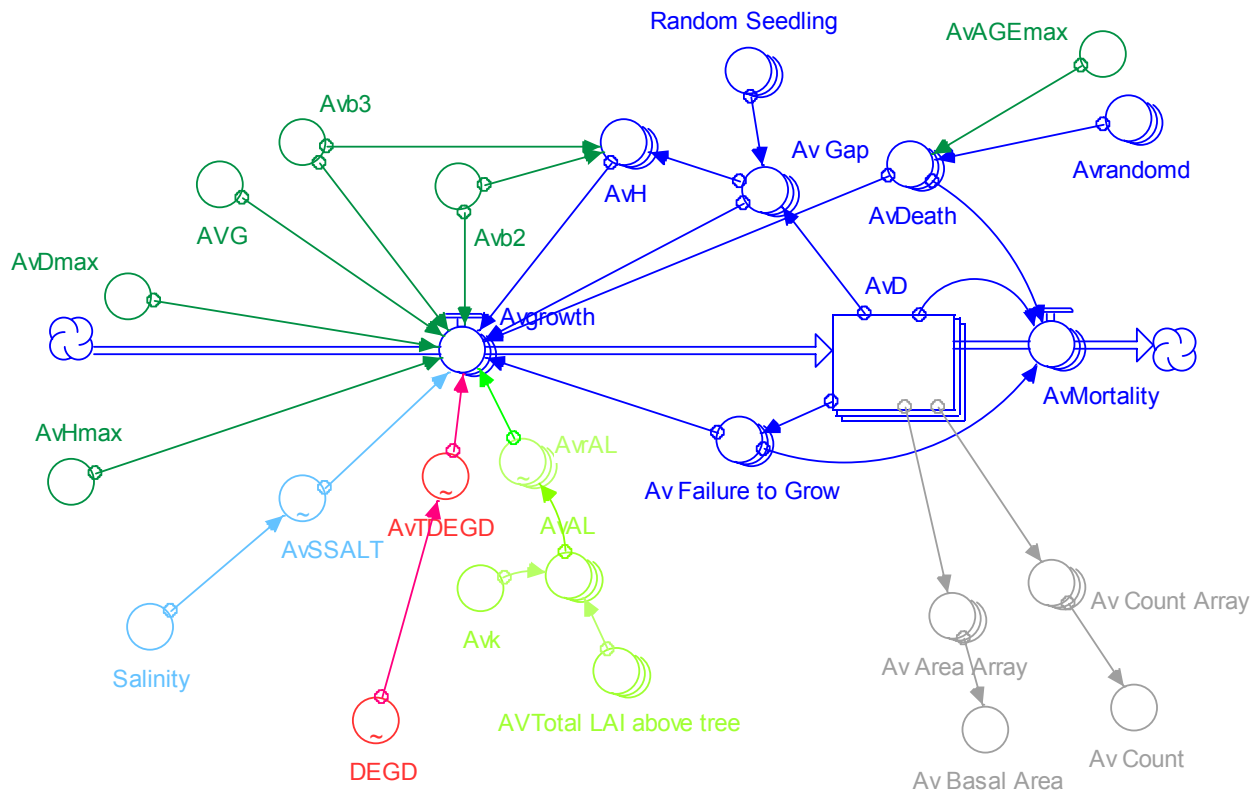 Random Seedling
AvAGEmax
Avb3
Av Gap
Avrandomd
AvH
AvDeath
AVG
Avb2
AvDmax
AvD
Avgrowth
AvMortality
AvHmax
AvrAL
Av Failure to Grow
AvTDEGD
AvAL
AvSSALT
~
~
~
Av Count Array
Avk
Av Area Array
Salinity
AVTotal LAI above tree
~
DEGD
Av Count
Av Basal Area